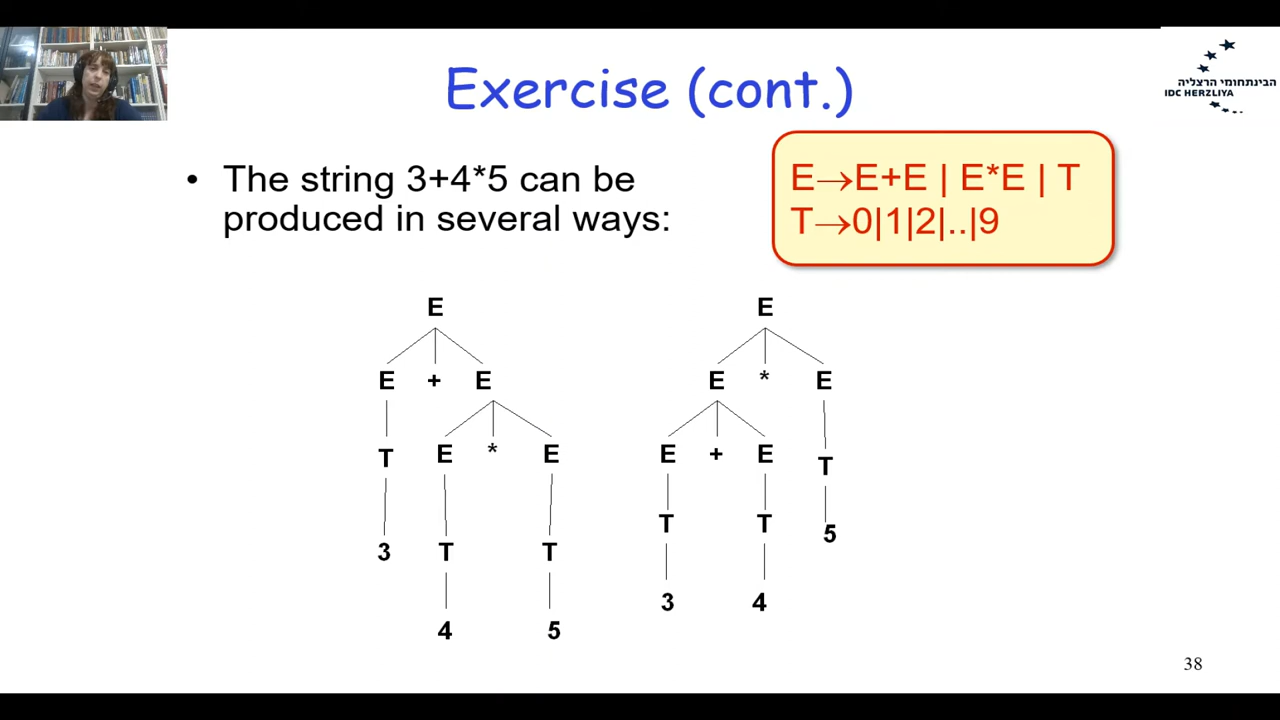 Exercise (cont.)
הבינתחומי הרצליה
IDC HERZLIYA
• The string 3+4*5 can be
produced in several ways:
E→E+E | E*E | T
T→0|1|2|..|9
E
E + E
T E * E
3 T T
4 5
E
E * E
E + E T
T T 5
3 4
38